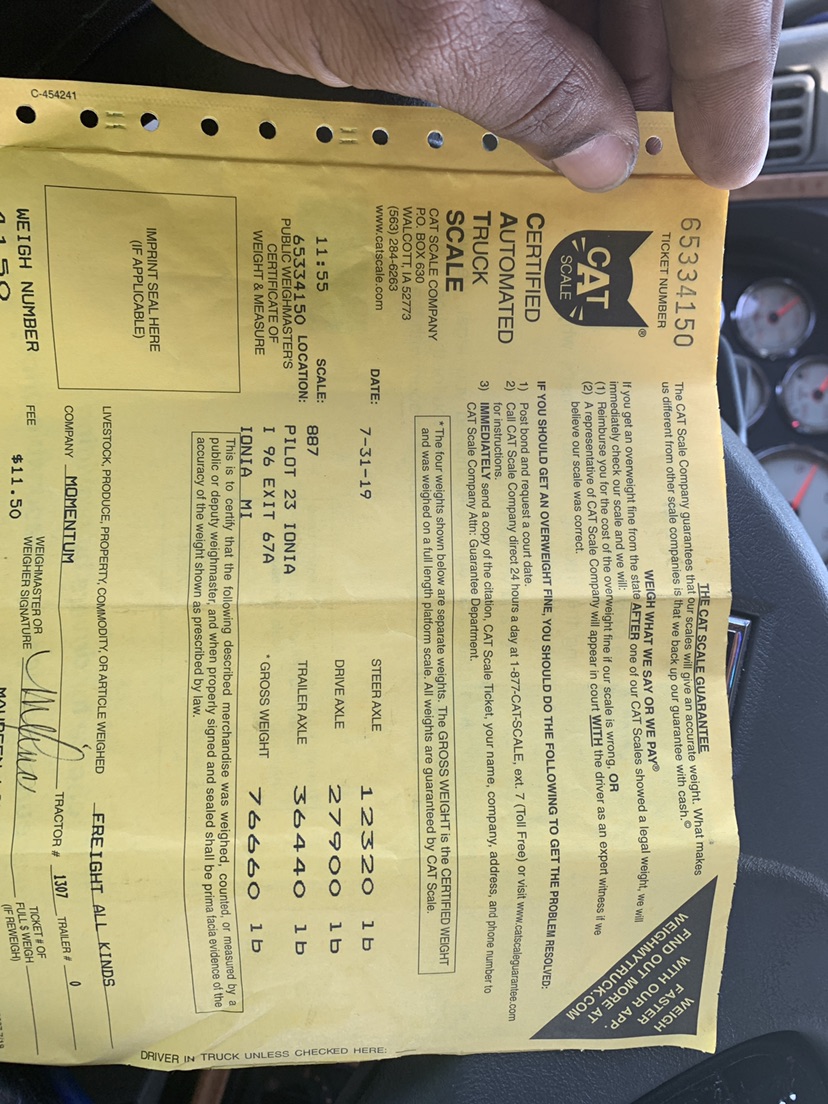 C-454241
65334150
TICKET NUMBER
CAT
SCALE
®
CERTIFIED
AUTOMATED
TRUCK
SCALE
CAT SCALE COMPANY
P.O. BOX 630
WALCOTT, IA 52773
(563) 284-6263
www.catscale.com
THE CAT SCALE GUARANTEE
The CAT Scale Company guarantees that our scales will give an accurate weight. What makes
us different from other scale companies is that we back up our guarantee with cash.©
WEIGH WHAT WE SAY OR WE PAY®
If you get an overweight fine from the state AFTER one of our CAT Scales showed a legal weight, we will
immediately check our scale and we will:
(1) Reimburse you for the cost of the overweight fine if our scale is wrong, OR
(2) A representative of CAT Scale Company will appear in court WITH the driver as an expert witness if we
believe our scale was correct.
IF YOU SHOULD GET AN OVERWEIGHT FINE, YOU SHOULD DO THE FOLLOWING TO GET THE PROBLEM RESOLVED:
1) Post bond and request a court date.
2) Call CAT Scale Company direct 24 hours a day at 1-877-CAT-SCALE, ext. 7 (Toll Free) or visit www.catscaleguarantee.com
for instructions.
3) IMMEDIATELY send a copy of the citation, CAT Scale Ticket, your name, company, address, and phone number to
CAT Scale Company Attn: Guarantee Department.
WEIGH
FASTER
WITH OUR APP.
FIND OUT MORE AT
WEIGHMYTRUCK.COM
* The four weights shown below are separate weights. The GROSS WEIGHT is the CERTIFIED WEIGHT
and was weighed on a full length platform scale. All weights are guaranteed by CAT Scale.
DATE: 7-31-19
STEER AXLE 12320 lb
DRIVE AXLE 27900 lb
TRAILER AXLE 36440 lb
* GROSS WEIGHT 76660 lb
11:55 SCALE: 887
65334150 LOCATION: PILOT 23 IONIA
I 96 EXIT 67A
IONIA MI
PUBLIC WEIGHMASTER'S
CERTIFICATE OF
WEIGHT & MEASURE
This is to certify that the following described merchandise was weighed, counted, or measured by a
public or deputy weighmaster, and when properly signed and sealed shall be prima facia evidence of the
accuracy of the weight shown as prescribed by law.
IMPRINT SEAL HERE
(IF APPLICABLE)
LIVESTOCK, PRODUCE, PROPERTY, COMMODITY, OR ARTICLE WEIGHED FREIGHT ALL KINDS
COMPANY MOMENTUM
TRACTOR # 1307 TRAILER # 0
WEIGH NUMBER
4150
FEE $11.50
WEIGHMASTER OR
WEIGHER SIGNATURE
TICKET # OF
FULL $ WEIGH
(IF REWEIGH)
DRIVER IN TRUCK UNLESS CHECKED HERE: